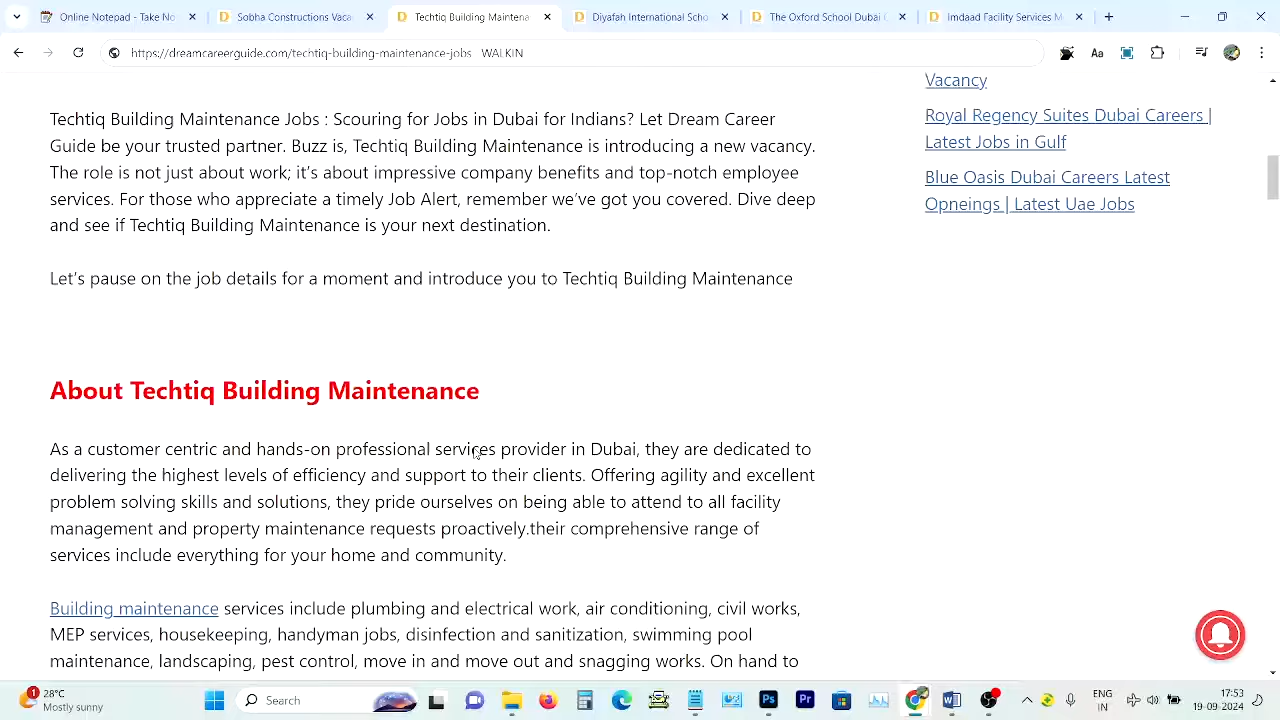 Optimized Notepad - Take No
Sobha Constructions Vaca
Techtiq Building Maintena
Diyafah International Scho
The Oxford School Dubai C
Imdaad Facility Services M
https://dreamcareerguide.com/techtiq-building-maintenance-jobs WALKIN
Aa
Vacancy
Royal Regency Suites Dubai Careers |
Latest Jobs in Gulf
Blue Oasis Dubai Careers Latest
Opneings | Latest Uae Jobs
Techtiq Building Maintenance Jobs : Scouring for Jobs in Dubai for Indians? Let Dream Career
Guide be your trusted partner. Buzz is, Techtiq Building Maintenance is introducing a new vacancy.
The role is not just about work; it's about impressive company benefits and top-notch employee
services. For those who appreciate a timely Job Alert, remember we've got you covered. Dive deep
and see if Techtiq Building Maintenance is your next destination.
Let's pause on the job details for a moment and introduce you to Techtiq Building Maintenance
About Techtiq Building Maintenance
As a customer centric and hands-on professional services provider in Dubai, they are dedicated to
delivering the highest levels of efficiency and support to their clients. Offering agility and excellent
problem solving skills and solutions, they pride ourselves on being able to attend to all facility
management and property maintenance requests proactively.their comprehensive range of
services include everything for your home and community.
Building maintenance services include plumbing and electrical work, air conditioning, civil works,
MEP services, housekeeping, handyman jobs, disinfection and sanitization, swimming pool
maintenance, landscaping, pest control, move in and move out and snagging works. On hand to
1
28°C
Mostly sunny
Search
Ps
Pr
ENG
IN
17:53
19-09-2024